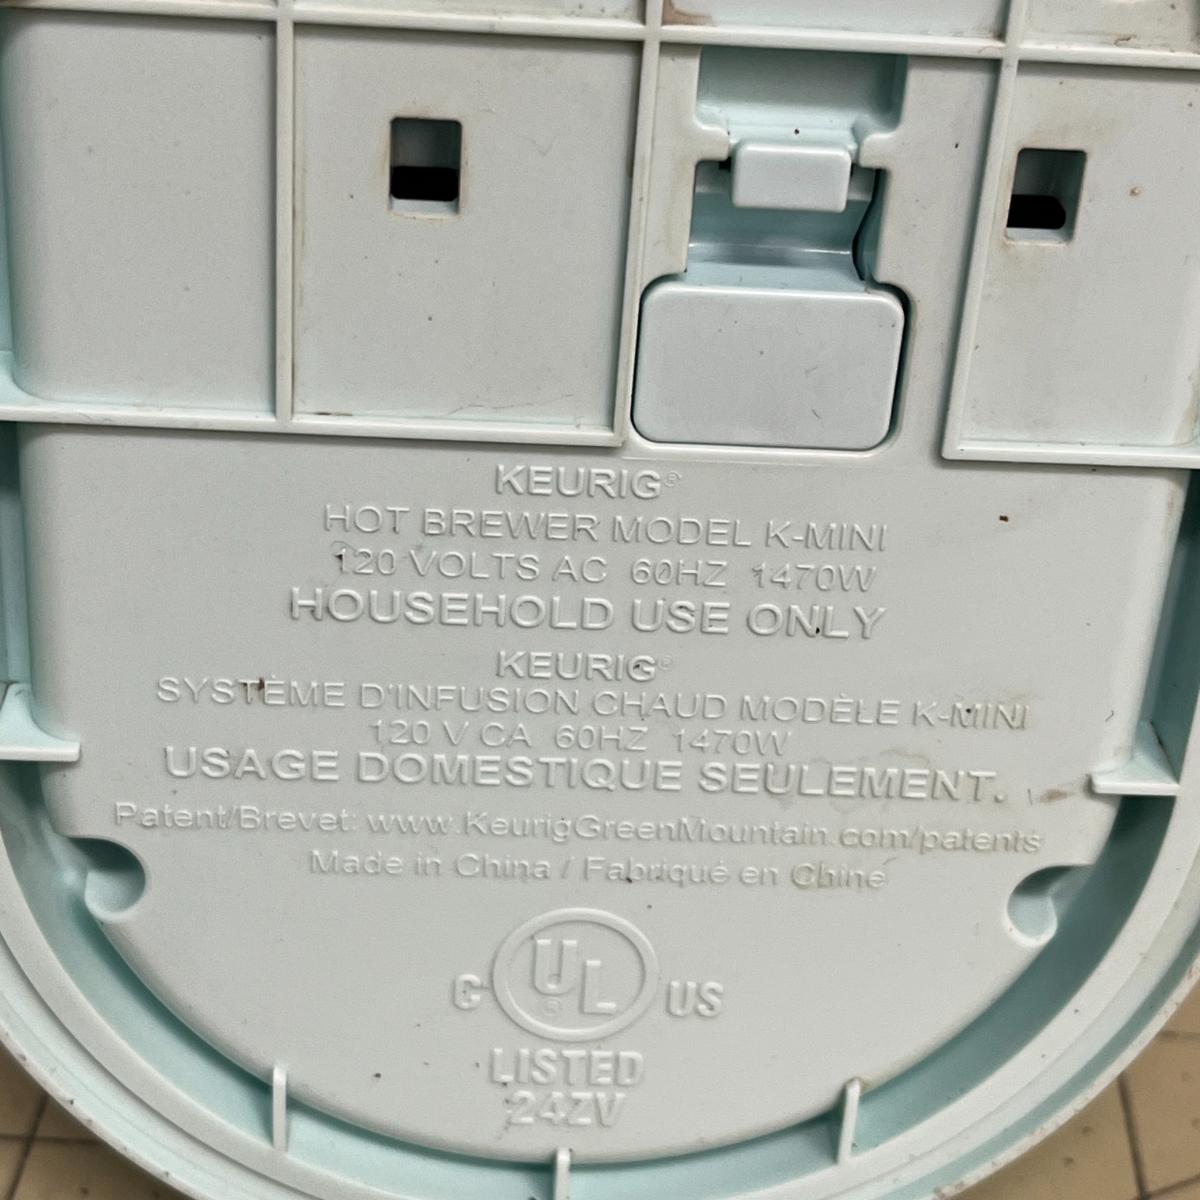 KEURIG®
HOT BREWER MODEL K-MINI
120 VOLTS AC 60HZ 1470W
HOUSEHOLD USE ONLY
KEURIG®
SYSTÈME D'INFUSION CHAUD MODÈLE K-MINI
120 V CA 60HZ 1470W
USAGE DOMESTIQUE SEULEMENT.
Patent/Brevet: www.KeurigGreenMountain.com/patents
Made in China / Fabriqué en Chine
C UL® US
LISTED
24ZV